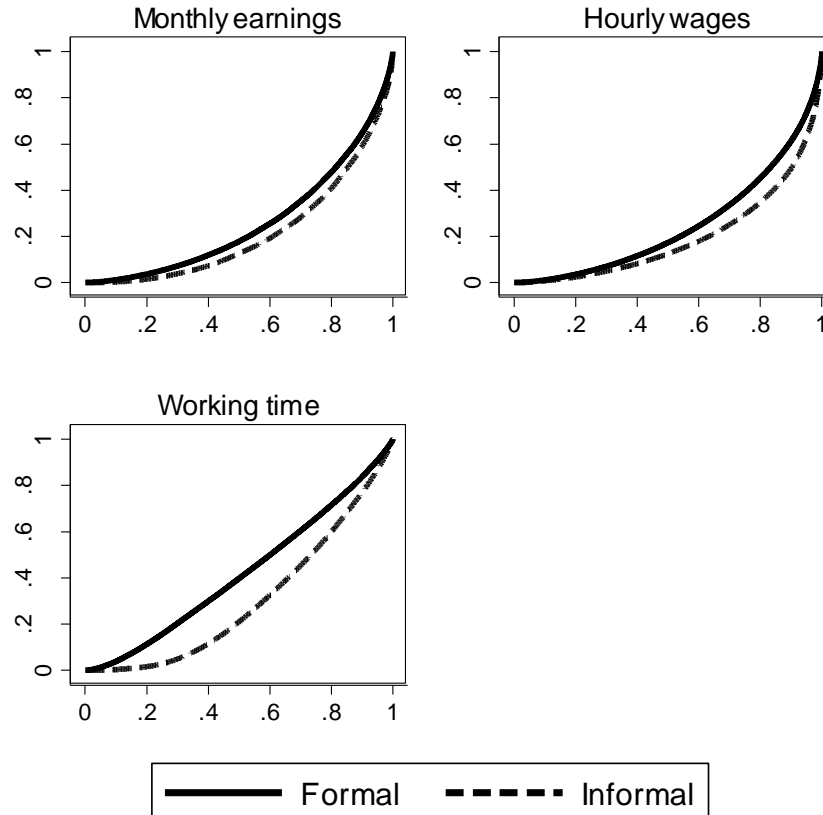 Monthly earnings Hourly wages
1 1
.8 .8
.6 .6
.4 .4
.2 .2
0 0
0 .2 .4 .6 .8 1 0 .2 .4 .6 .8 1
Working time
1
.8
.6
.4
.2
0
0 .2 .4 .6 .8 1
Formal Informal